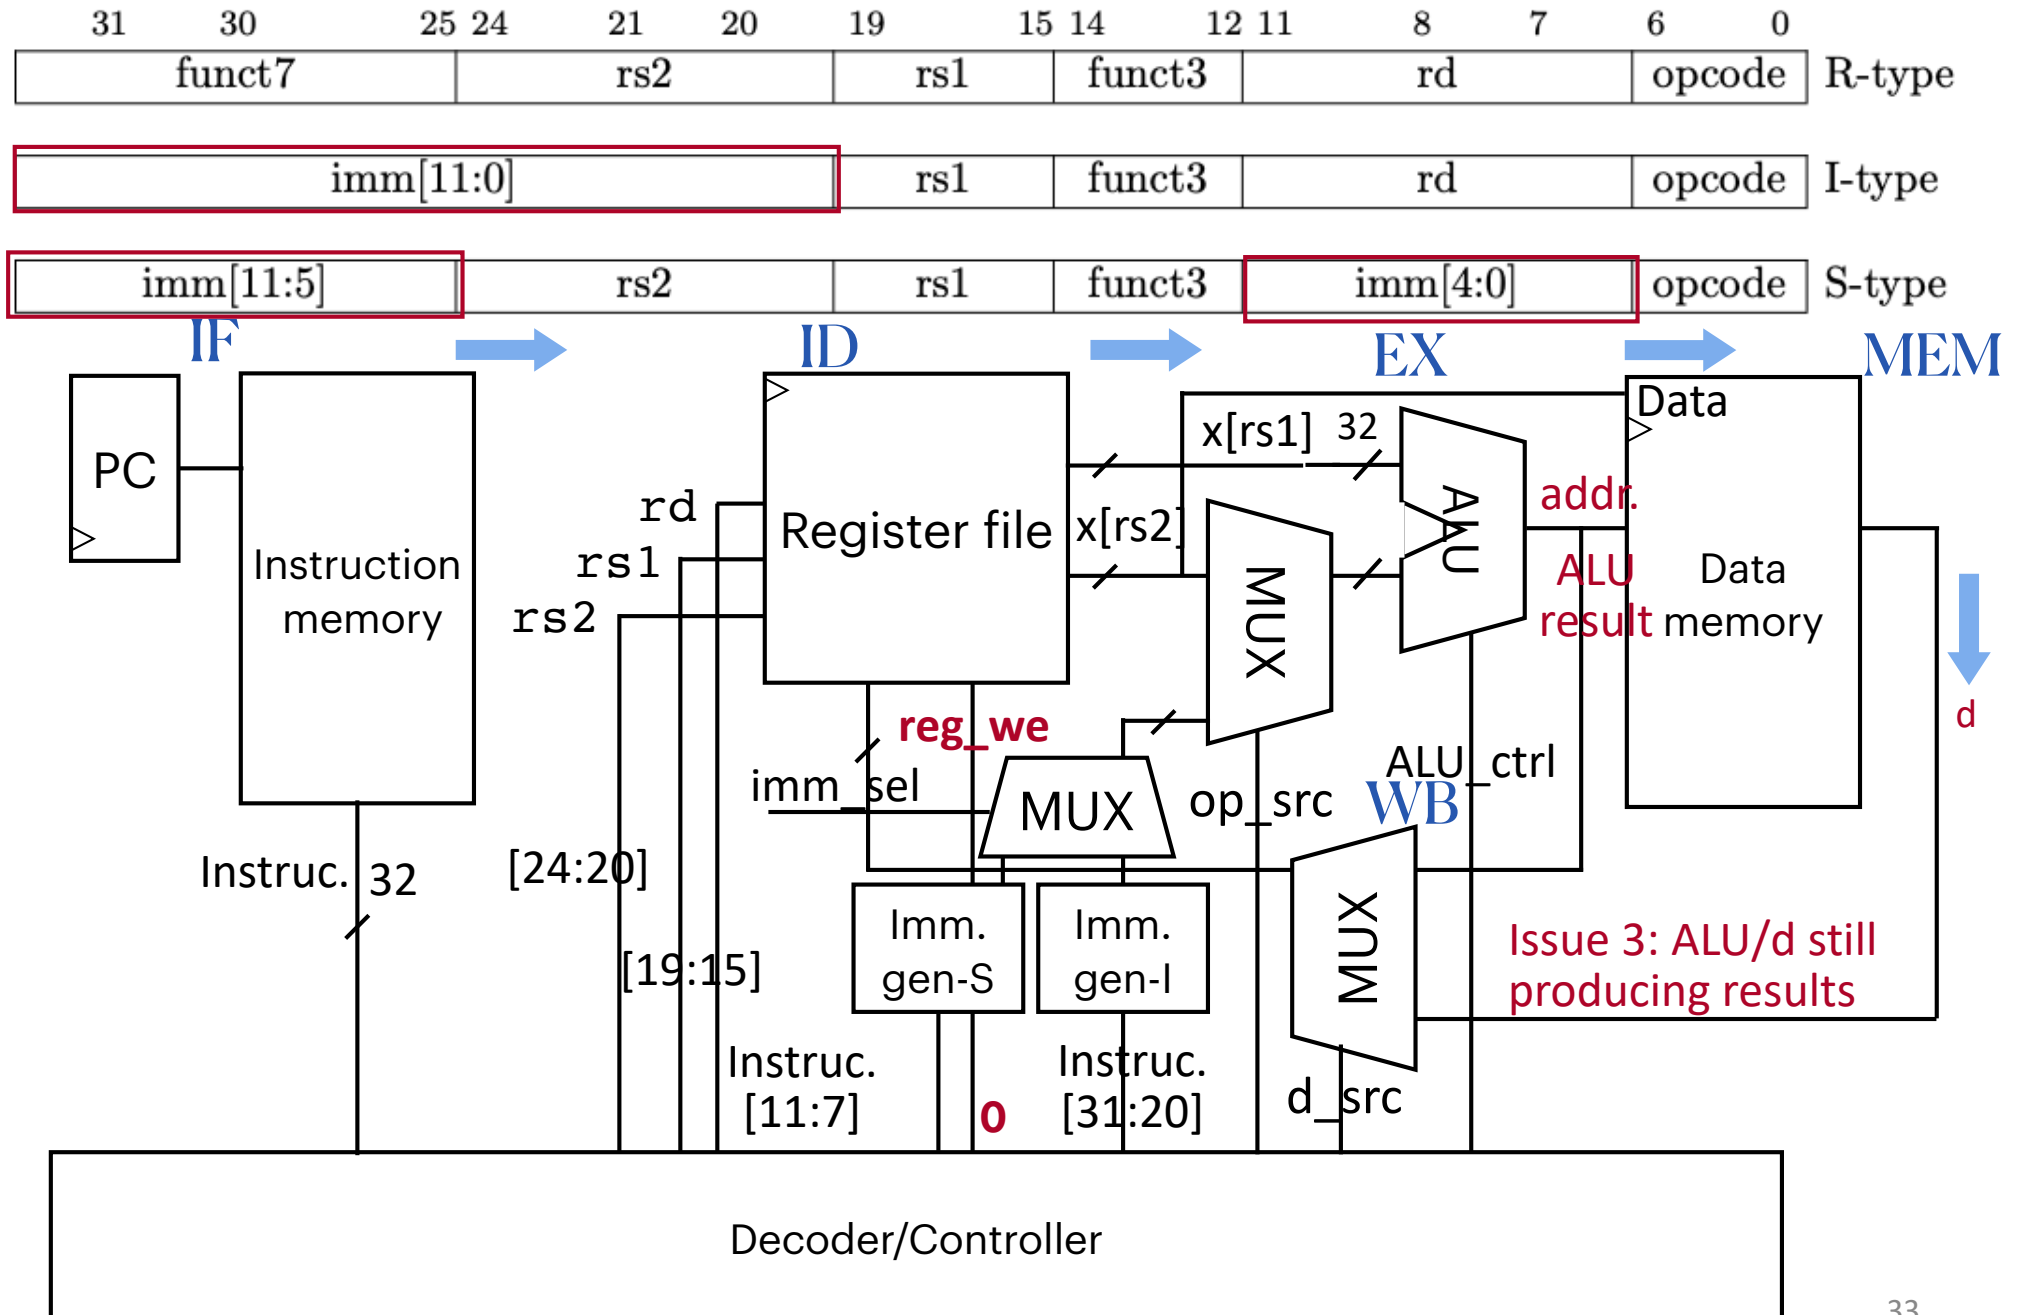 31 30 25 24 21 20 19 15 14 12 11 8 7 6 0
funct7 rs2 rs1 funct3 rd opcode R-type
imm[11:0] rs1 funct3 rd opcode I-type
imm[11:5] rs2 rs1 funct3 imm[4:0] opcode S-type
IF ID EX MEM
PC
Instruction
memory
Instruc. 32
rd
rs1
rs2
[24:20]
[19:15]
Register file
x[rs1] 32
x[rs2]
MUX
ALU
Data
addr.
ALU
result
Data
memory
d
reg_we
imm_sel
MUX
op_src
ALU_ctrl
WB
Imm.
gen-S
Imm.
gen-I
MUX
Issue 3: ALU/d still
producing results
Instruc.
[11:7]
0
Instruc.
[31:20]
d_src
Decoder/Controller
33